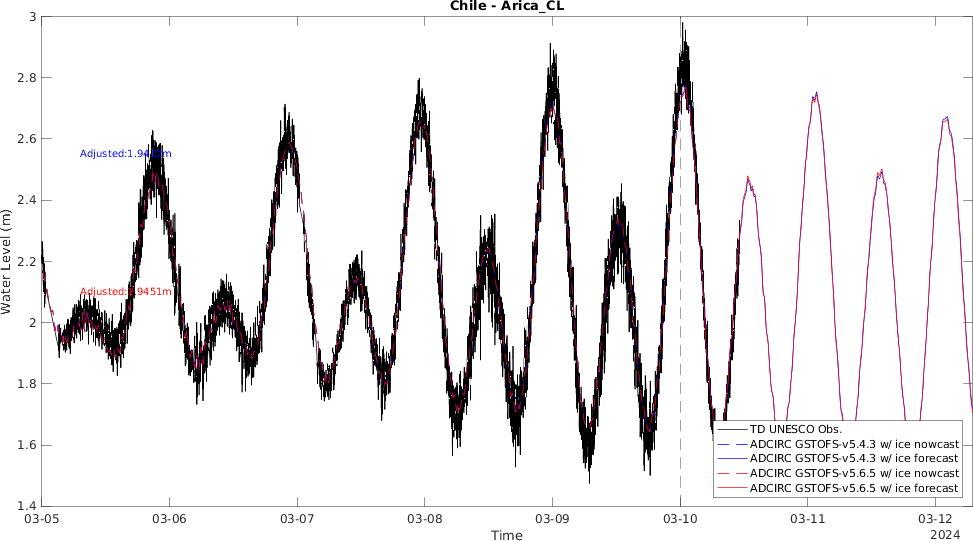 Chile - Arica_CL
3
2.8
2.6
2.4
2.2
2
1.8
1.6
1.4
Water Level (m)
Adjusted:
Adjusted:
TD UNESCO Obs.
ADCIRC GSTOFS-v5.4.3 w/ ice nowcast
ADCIRC GSTOFS-v5.4.3 w/ ice forecast
ADCIRC GSTOFS-v5.6.5 w/ ice nowcast
ADCIRC GSTOFS-v5.6.5 w/ ice forecast
03-05 03-06 03-07 03-08 03-09 03-10 03-11 03-12
Time
2024